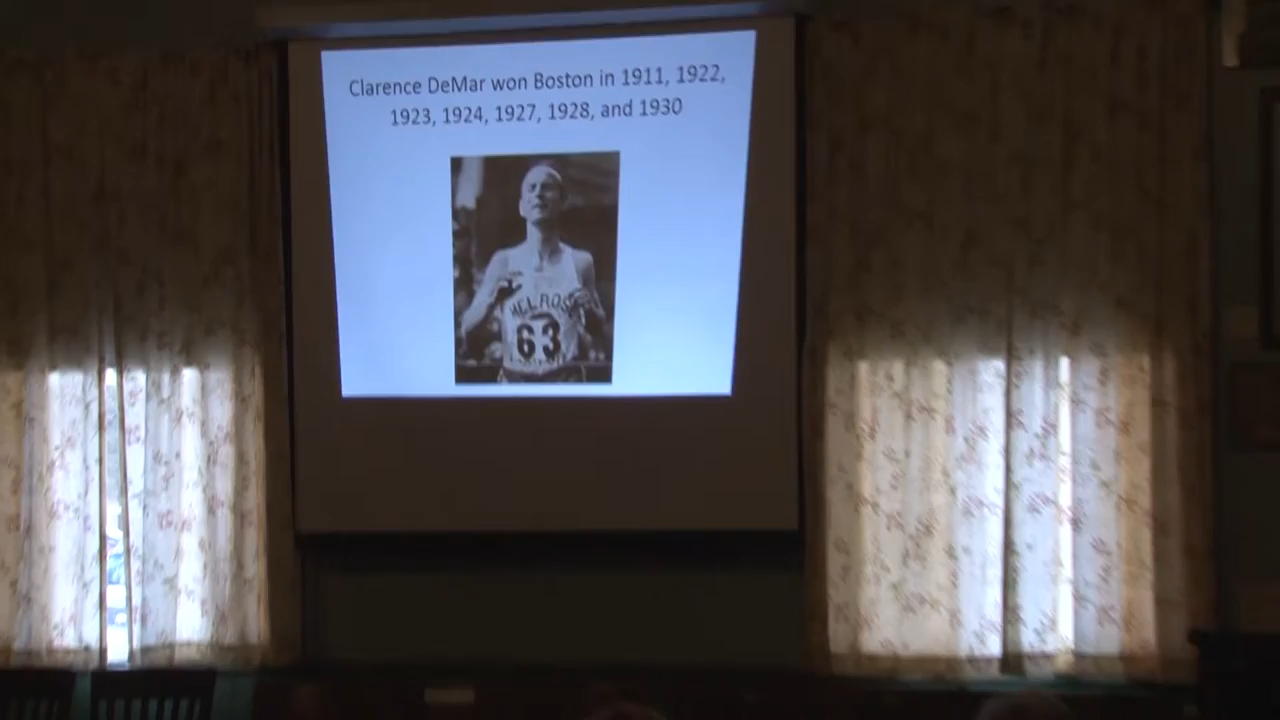 Clarence DeMar won Boston in 1911, 1922,
1923, 1924, 1927, 1928, and 1930
MELROSE
63